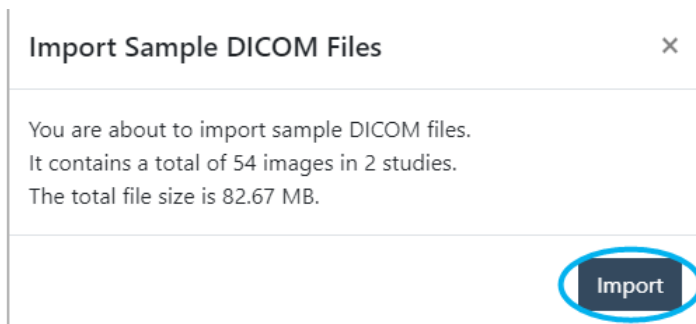 Import Sample DICOM Files ×
You are about to import sample DICOM files.
It contains a total of 54 images in 2 studies.
The total file size is 82.67 MB.
Import